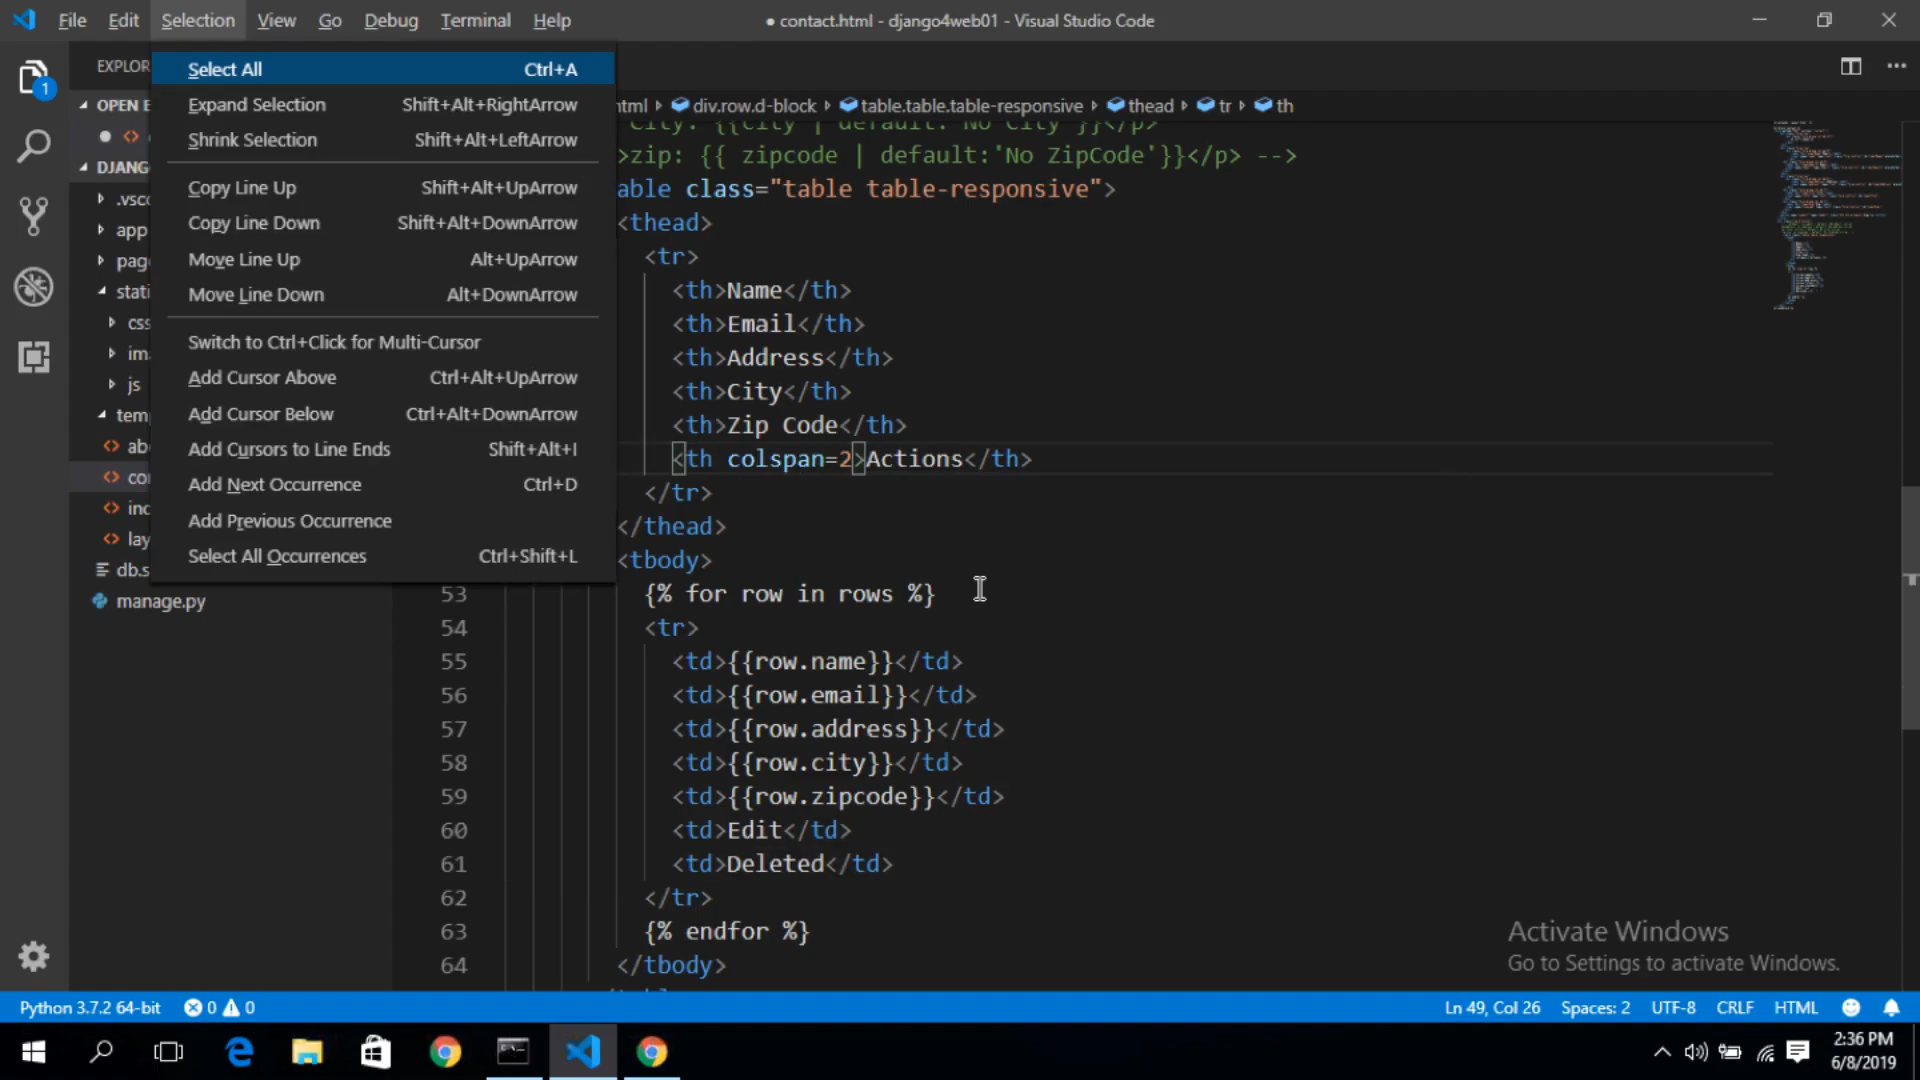 File Edit Selection View Go Debug Terminal Help
● contact.html - django4web01 - Visual Studio Code
EXPLOR
OPEN E
DJANG
.vsc
app
pag
stati
css
im
js
tem
ab
co
ind
lay
db.s
manage.py
1
Select All Ctrl+A
Expand Selection Shift+Alt+RightArrow
Shrink Selection Shift+Alt+LeftArrow
Copy Line Up Shift+Alt+UpArrow
Copy Line Down Shift+Alt+DownArrow
Move Line Up Alt+UpArrow
Move Line Down Alt+DownArrow
Switch to Ctrl+Click for Multi-Cursor
Add Cursor Above Ctrl+Alt+UpArrow
Add Cursor Below Ctrl+Alt+DownArrow
Add Cursors to Line Ends Shift+Alt+I
Add Next Occurrence Ctrl+D
Add Previous Occurrence
Select All Occurrences Ctrl+Shift+L
tml div.row.d-block table.table.table-responsive thead tr th
City: {{city | default:'No City'}}</p>
>zip: {{ zipcode | default:'No ZipCode'}}</p> -->
able class="table table-responsive">
<thead>
<tr>
<th>Name</th>
<th>Email</th>
<th>Address</th>
<th>City</th>
<th>Zip Code</th>
<th colspan=2>Actions</th>
</tr>
</thead>
<tbody>
53 {% for row in rows %}
54 <tr>
55 <td>{{row.name}}</td>
56 <td>{{row.email}}</td>
57 <td>{{row.address}}</td>
58 <td>{{row.city}}</td>
59 <td>{{row.zipcode}}</td>
60 <td>Edit</td>
61 <td>Deleted</td>
62 </tr>
63 {% endfor %}
64 </tbody>
Activate Windows
Go to Settings to activate Windows.
Python 3.7.2 64-bit 0 0 Ln 49, Col 26 Spaces: 2 UTF-8 CRLF HTML
2:36 PM
6/8/2019